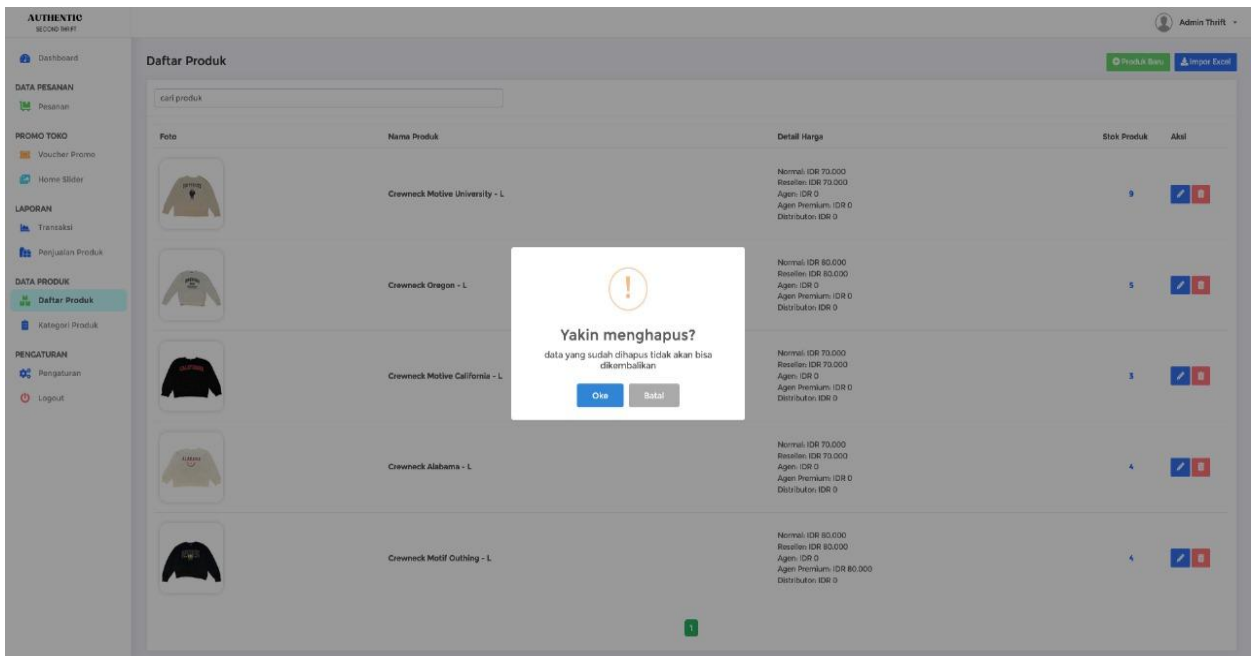 AUTHENTIC
SECOND THRIFT
Admin Thrift
Dashboard
DATA PESANAN
Pesanan
PROMO TOKO
Voucher Promo
Home Slider
LAPORAN
Transaksi
Penjualan Produk
DATA PRODUK
Daftar Produk
Kategori Produk
PENGATURAN
Pengaturan
Logout
Daftar Produk
Produk Baru
Impor Excel
cari produk
Foto Nama Produk Detail Harga Stok Produk Aksi
Crewneck Motive University - L
Normal: IDR 70.000
Reseller: IDR 70.000
Agen: IDR 0
Agen Premium: IDR 0
Distributor: IDR 0
9
Crewneck Oregon - L
Normal: IDR 80.000
Reseller: IDR 80.000
Agen: IDR 0
Agen Premium: IDR 0
Distributor: IDR 0
5
CALIFORNIA
Crewneck Motive California - L
Normal: IDR 70.000
Reseller: IDR 70.000
Agen: IDR 0
Agen Premium: IDR 0
Distributor: IDR 0
3
ALABAMA
Crewneck Alabama - L
Normal: IDR 70.000
Reseller: IDR 70.000
Agen: IDR 0
Agen Premium: IDR 0
Distributor: IDR 0
4
Crewneck Motif Outhing - L
Normal: IDR 80.000
Reseller: IDR 80.000
Agen: IDR 0
Agen Premium: IDR 80.000
Distributor: IDR 0
4
1
Yakin menghapus?
data yang sudah dihapus tidak akan bisa
dikembalikan
Oke
Batal